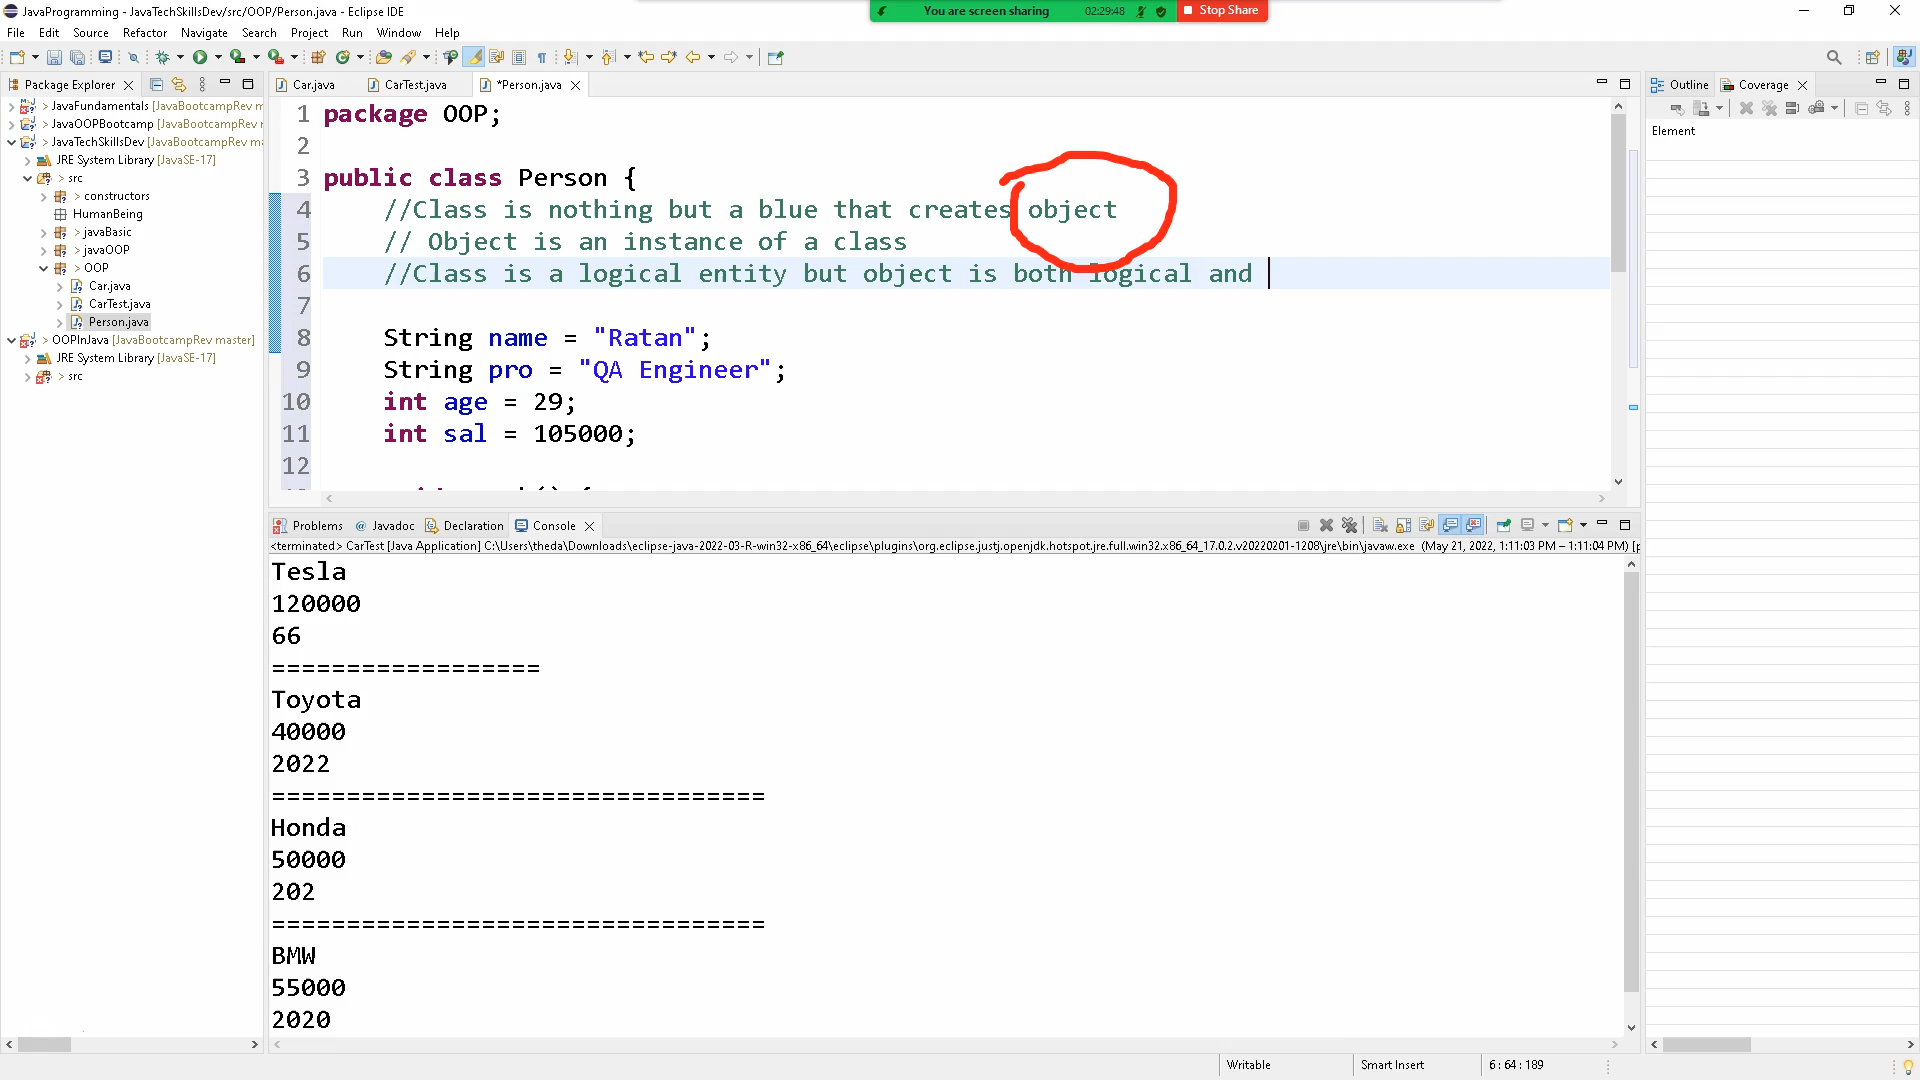 JavaProgramming - JavaTechSkillsDev/src/OOP/Person.java - Eclipse IDE
You are screen sharing 02:29:48 Stop Share
File Edit Source Refactor Navigate Search Project Run Window Help
Package Explorer
Car.java CarTest.java *Person.java
Outline Coverage
> JavaFundamentals [JavaBootcampRev m
> JavaOOPBootcamp [JavaBootcampRev r
> JavaTechSkillsDev [JavaBootcampRev ma
JRE System Library [JavaSE-17]
> src
> constructors
HumanBeing
> javaBasic
> javaOOP
> OOP
Car.java
CarTest.java
Person.java
> OOPInJava [JavaBootcampRev master]
JRE System Library [JavaSE-17]
> src
1 package OOP;
2
3 public class Person {
4 //Class is nothing but a blue that creates object
5 // Object is an instance of a class
6 //Class is a logical entity but object is both logical and
7
8 String name = "Ratan";
9 String pro = "QA Engineer";
10 int age = 29;
11 int sal = 105000;
12
Element
Problems Javadoc Declaration Console
<terminated> CarTest [Java Application] C:\Users\theda\Downloads\eclipse-java-2022-03-R-win32-x86_64\eclipse\plugins\org.eclipse.justj.openjdk.hotspot.jre.full.win32.x86_64_17.0.2.v20220201-1208\jre\bin\javaw.exe (May 21, 2022, 1:11:03 PM – 1:11:04 PM) [p
Tesla
120000
66
==================
Toyota
40000
2022
=================================
Honda
50000
202
=================================
BMW
55000
2020
Writable Smart Insert 6 : 64 : 189